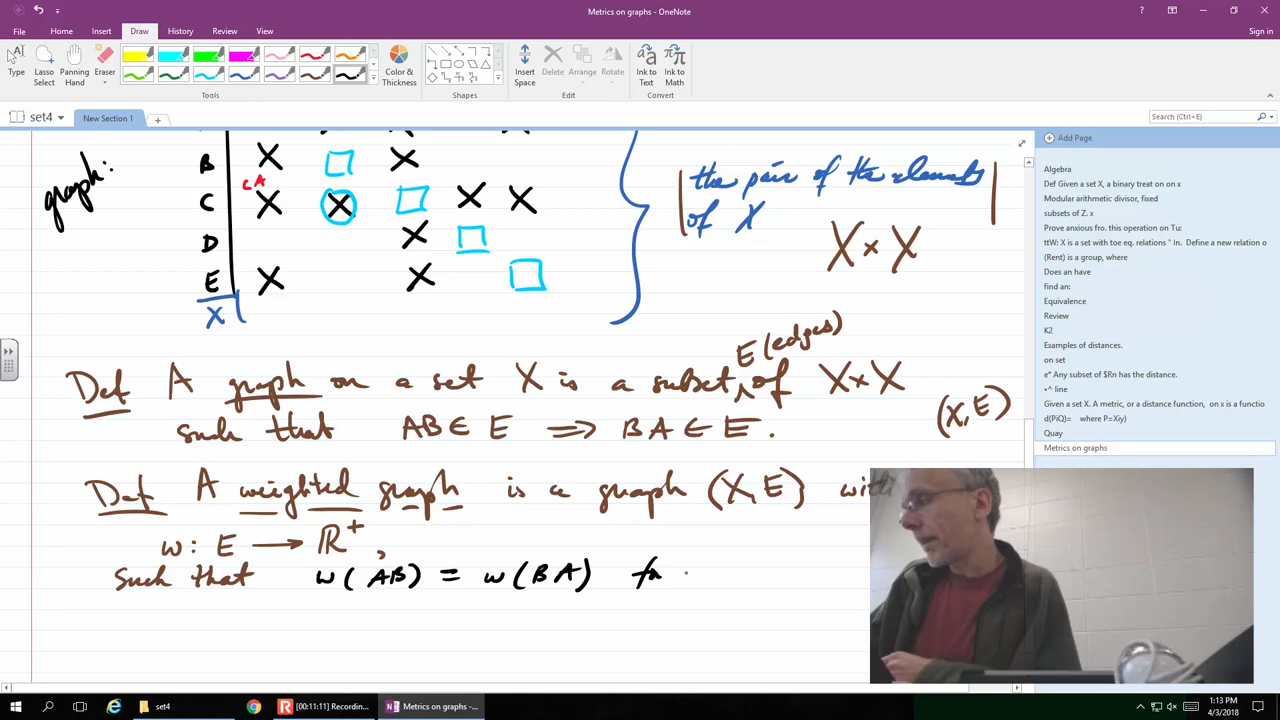 Metrics on graphs - OneNote
Sign in
File Home Insert Draw History Review View
Type
Lasso Select
Panning Hand
Eraser
Color & Thickness
Insert Space
Delete
Arrange
Rotate
Ink to Text
Ink to Math
Tools
Shapes
Edit
Convert
set4
New Section 1
Search (Ctrl+E)
Add Page
Algebra
Def Given a set X, a binary treat on on x
Modular arithmetic divisor, fixed
subsets of Z. x
Prove anxious fro. this operation on Tu:
ttW: X is a set with toe eq. relations " In. Define a new relation o
(Rent) is a group, where
Does an have
find an:
Equivalence
Review
K2
Examples of distances.
on set
e* Any subset of $Rn has the distance.
•^ line
Given a set X. A metric, or a distance function, on x is a functio
d(PiQ)= where P=Xiy)
Quay
Metrics on graphs
graph:
B X X
CA
C X X X X
D X
E X X
X
the pair of the elements
of X
X × X
E (edges)
Def A graph on a set X is a subset of X × X
such that AB ∈ E ⟹ BA ∈ E.
(X, E)
Def A weighted graph is a graph (X, E) with
w: E ⟶ ℝ⁺,
such that w(AB) = w(BA) for
set4
[00:11:11] Recordin...
Metrics on graphs -...
1:13 PM
4/3/2018